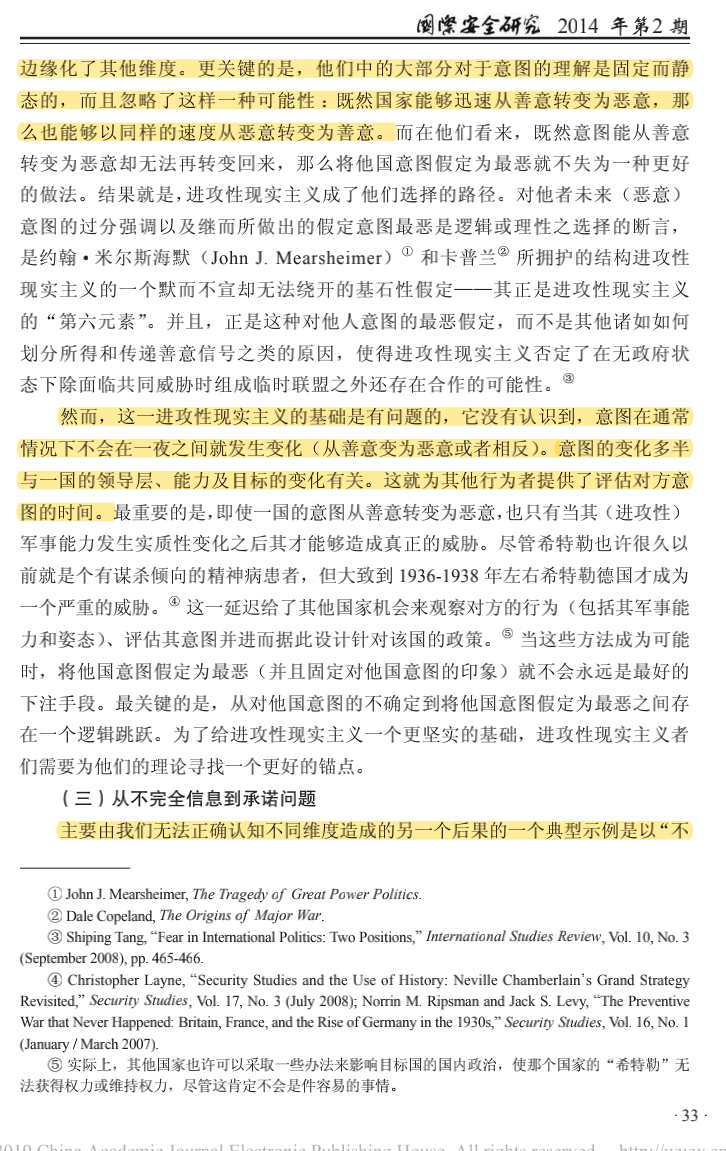 國際安全研究 2014 年第2 期
边缘化了其他维度。更关键的是，他们中的大部分对于意图的理解是固定而静
态的，而且忽略了这样一种可能性：既然国家能够迅速从善意转变为恶意，那
么也能够以同样的速度从恶意转变为善意。而在他们看来，既然意图能从善意
转变为恶意却无法再转变回来，那么将他国意图假定为最恶就不失为一种更好
的做法。结果就是，进攻性现实主义成了他们选择的路径。对他者未来（恶意）
意图的过分强调以及继而所做出的假定意图最恶是逻辑或理性之选择的断言，
是约翰·米尔斯海默（John J. Mearsheimer）① 和卡普兰② 所拥护的结构进攻性
现实主义的一个默而不宣却无法绕开的基石性假定——其正是进攻性现实主义
的“第六元素”。并且，正是这种对他人意图的最恶假定，而不是其他诸如如何
划分所得和传递善意信号之类的原因，使得进攻性现实主义否定了在无政府状
态下除面临共同威胁时组成临时联盟之外还存在合作的可能性。③
然而，这一进攻性现实主义的基础是有问题的，它没有认识到，意图在通常
情况下不会在一夜之间就发生变化（从善意变为恶意或者相反）。意图的变化多半
与一国的领导层、能力及目标的变化有关。这就为其他行为者提供了评估对方意
图的时间。最重要的是，即使一国的意图从善意转变为恶意，也只有当其（进攻性）
军事能力发生实质性变化之后其才能够造成真正的威胁。尽管希特勒也许很久以
前就是个有谋杀倾向的精神病患者，但大致到 1936-1938 年左右希特勒德国才成为
一个严重的威胁。④ 这一延迟给了其他国家机会来观察对方的行为（包括其军事能
力和姿态）、评估其意图并进而据此设计针对该国的政策。⑤ 当这些方法成为可能
时，将他国意图假定为最恶（并且固定对他国意图的印象）就不会永远是最好的
下注手段。最关键的是，从对他国意图的不确定到将他国意图假定为最恶之间存
在一个逻辑跳跃。为了给进攻性现实主义一个更坚实的基础，进攻性现实主义者
们需要为他们的理论寻找一个更好的锚点。
（三）从不完全信息到承诺问题
主要由我们无法正确认知不同维度造成的另一个后果的一个典型示例是以“不
① John J. Mearsheimer, The Tragedy of Great Power Politics.
② Dale Copeland, The Origins of Major War.
③ Shiping Tang, “Fear in International Politics: Two Positions,” International Studies Review, Vol. 10, No. 3
(September 2008), pp. 465-466.
④ Christopher Layne, “Security Studies and the Use of History: Neville Chamberlain’s Grand Strategy
Revisited,” Security Studies, Vol. 17, No. 3 (July 2008); Norrin M. Ripsman and Jack S. Levy, “The Preventive
War that Never Happened: Britain, France, and the Rise of Germany in the 1930s,” Security Studies, Vol. 16, No. 1
(January / March 2007).
⑤ 实际上，其他国家也许可以采取一些办法来影响目标国的国内政治，使那个国家的“希特勒”无
法获得权力或维持权力，尽管这肯定不会是件容易的事情。
· 33 ·
2019 China Academic Journal Electronic Publishing House. All rights reserved. http://www.